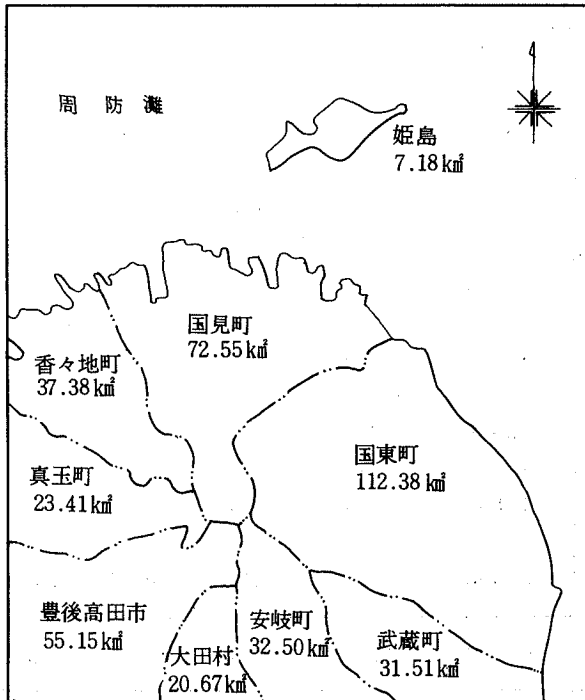 周防灘
姫島
7.18k㎡
国見町
72.55k㎡
香々地町
37.38k㎡
国東町
112.38k㎡
真玉町
23.41k㎡
豊後高田市
55.15k㎡
安岐町
32.50k㎡
武蔵町
31.51k㎡
大田村
20.67k㎡